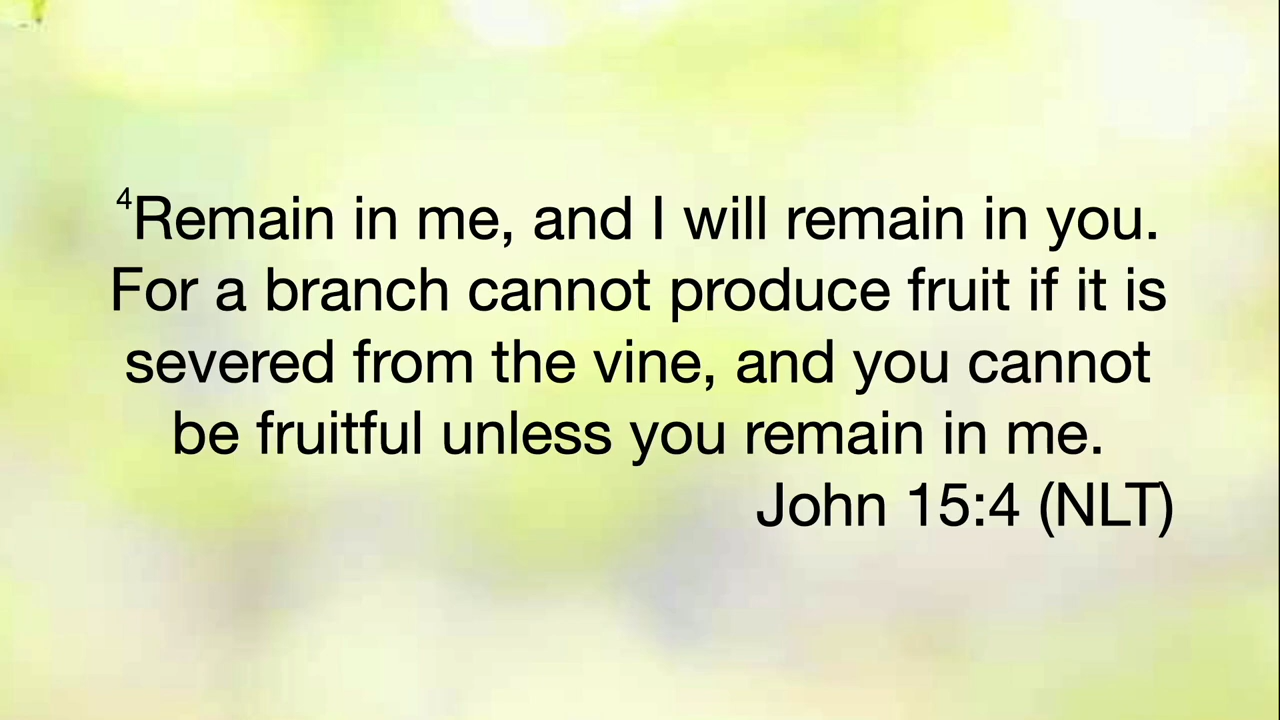 ⁴Remain in me, and I will remain in you.
For a branch cannot produce fruit if it is
severed from the vine, and you cannot
be fruitful unless you remain in me.
John 15:4 (NLT)